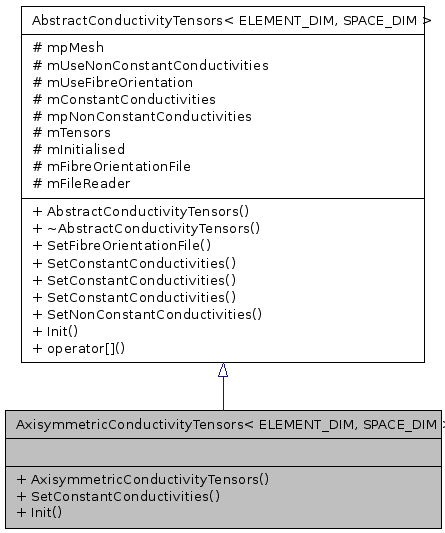 AbstractConductivityTensors< ELEMENT_DIM, SPACE_DIM >
# mpMesh
# mUseNonConstantConductivities
# mUseFibreOrientation
# mConstantConductivities
# mpNonConstantConductivities
# mTensors
# mInitialised
# mFibreOrientationFile
# mFileReader
+ AbstractConductivityTensors()
+ ~AbstractConductivityTensors()
+ SetFibreOrientationFile()
+ SetConstantConductivities()
+ SetConstantConductivities()
+ SetConstantConductivities()
+ SetNonConstantConductivities()
+ Init()
+ operator[]()
AxisymmetricConductivityTensors< ELEMENT_DIM, SPACE_DIM >
+ AxisymmetricConductivityTensors()
+ SetConstantConductivities()
+ Init()